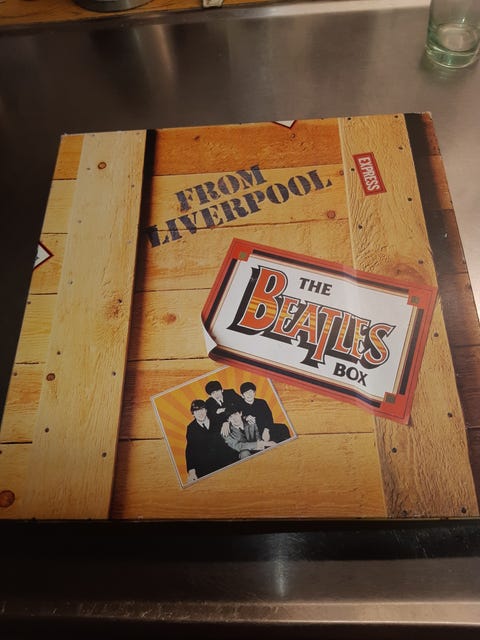 FROM
LIVERPOOL
EXPRESS
THE
BEATLES
BOX